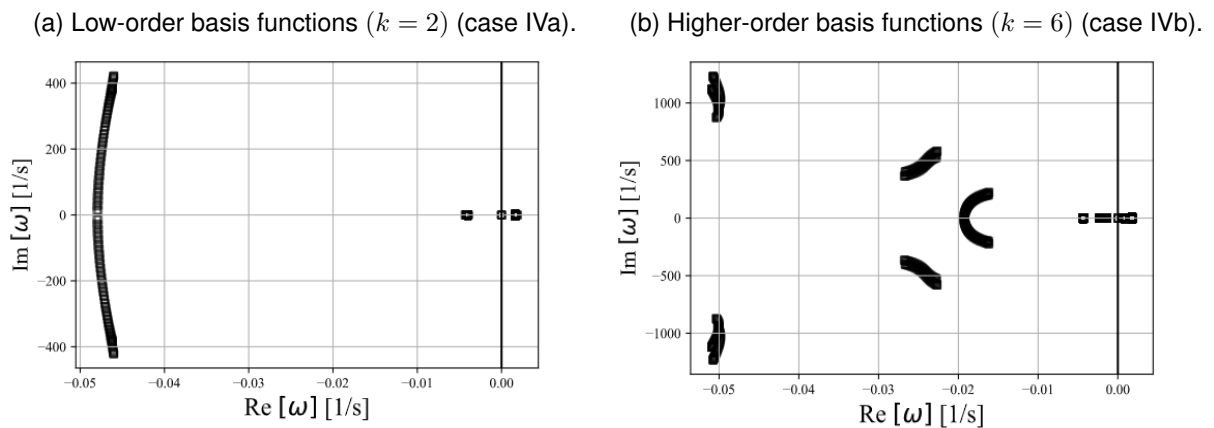 (a) Low-order basis functions (k = 2) (case IVa).
(b) Higher-order basis functions (k = 6) (case IVb).
400
200
0
−200
−400
Im [ω] [1/s]
−0.05 −0.04 −0.03 −0.02 −0.01 0.00
Re [ω] [1/s]
1000
500
0
−500
−1000
Im [ω] [1/s]
−0.05 −0.04 −0.03 −0.02 −0.01 0.00
Re [ω] [1/s]